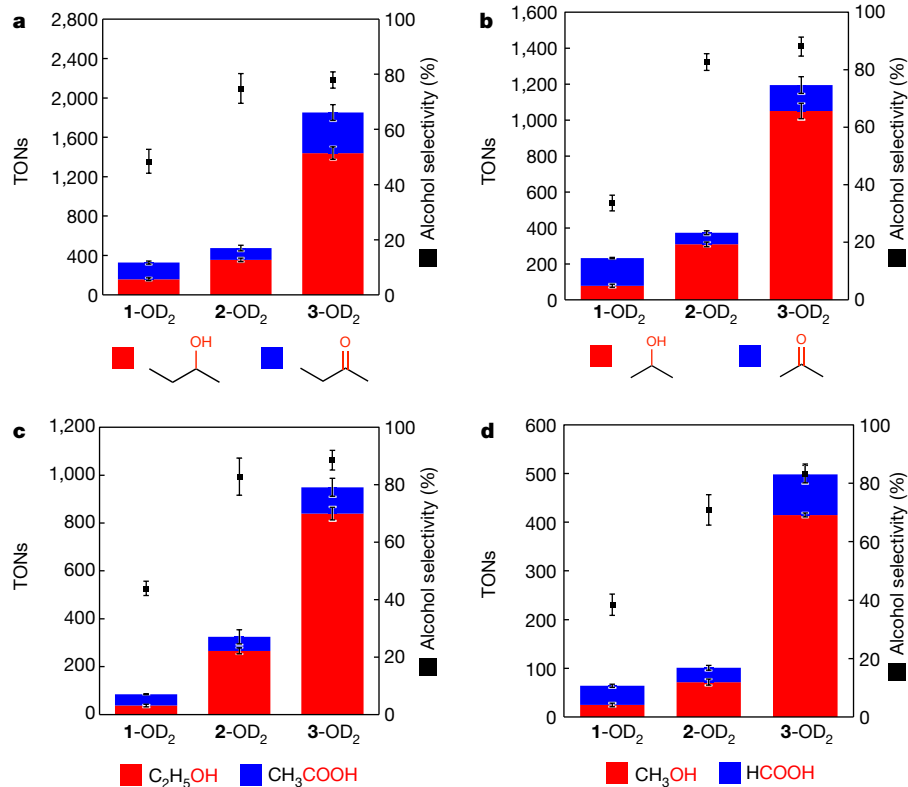 a
2,800
2,400
2,000
1,600
1,200
800
400
0
TONs
100
80
60
40
20
0
Alcohol selectivity (%)
1-OD₂
2-OD₂
3-OD₂
OH
O
b
1,600
1,400
1,200
1,000
800
600
400
200
0
TONs
100
80
60
40
20
0
Alcohol selectivity (%)
1-OD₂
2-OD₂
3-OD₂
OH
O
c
1,200
1,000
800
600
400
200
0
TONs
100
80
60
40
20
0
Alcohol selectivity (%)
1-OD₂
2-OD₂
3-OD₂
C₂H₅OH
CH₃COOH
d
600
500
400
300
200
100
0
TONs
100
80
60
40
20
0
Alcohol selectivity (%)
1-OD₂
2-OD₂
3-OD₂
CH₃OH
HCOOH